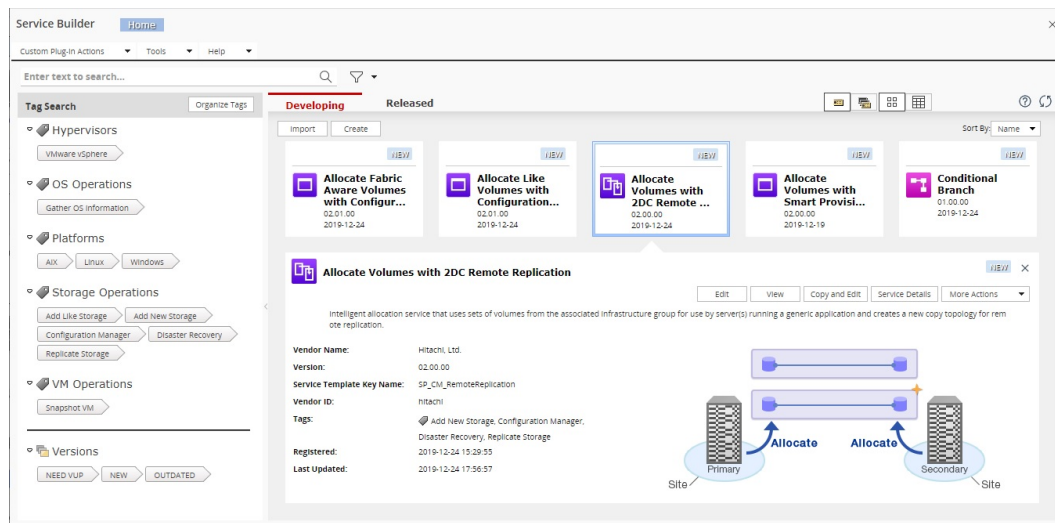 Service Builder Home
Custom Plug-in Actions Tools Help
Enter text to search...
Tag Search Organize Tags
Hypervisors
VMware vSphere
OS Operations
Gather OS Information
Platforms
AIX Linux Windows
Storage Operations
Add Like Storage Add New Storage
Configuration Manager Disaster Recovery
Replicate Storage
VM Operations
Snapshot VM
Versions
NEED VUP NEW OUTDATED
Developing Released
Import Create Sort By: Name
NEW
Allocate Fabric
Aware Volumes
with Configur...
02.01.00
2019-12-24
NEW
Allocate Like
Volumes with
Configuration...
02.01.00
2019-12-24
NEW
Allocate
Volumes with
2DC Remote ...
02.00.00
2019-12-24
NEW
Allocate
Volumes with
Smart Provisi...
02.00.00
2019-12-19
NEW
Conditional
Branch
01.00.00
2019-12-24
Allocate Volumes with 2DC Remote Replication NEW
Edit View Copy and Edit Service Details More Actions
Intelligent allocation service that uses sets of volumes from the associated infrastructure group for use by server(s) running a generic application and creates a new copy topology for rem
ote replication.
Vendor Name: Hitachi, Ltd.
Version: 02.00.00
Service Template Key Name: SP_CM_RemoteReplication
Vendor ID: hitachi
Tags: Add New Storage, Configuration Manager,
Disaster Recovery, Replicate Storage
Registered: 2019-12-24 15:29:55
Last Updated: 2019-12-24 17:56:57
Allocate Allocate
Primary Secondary
Site Site